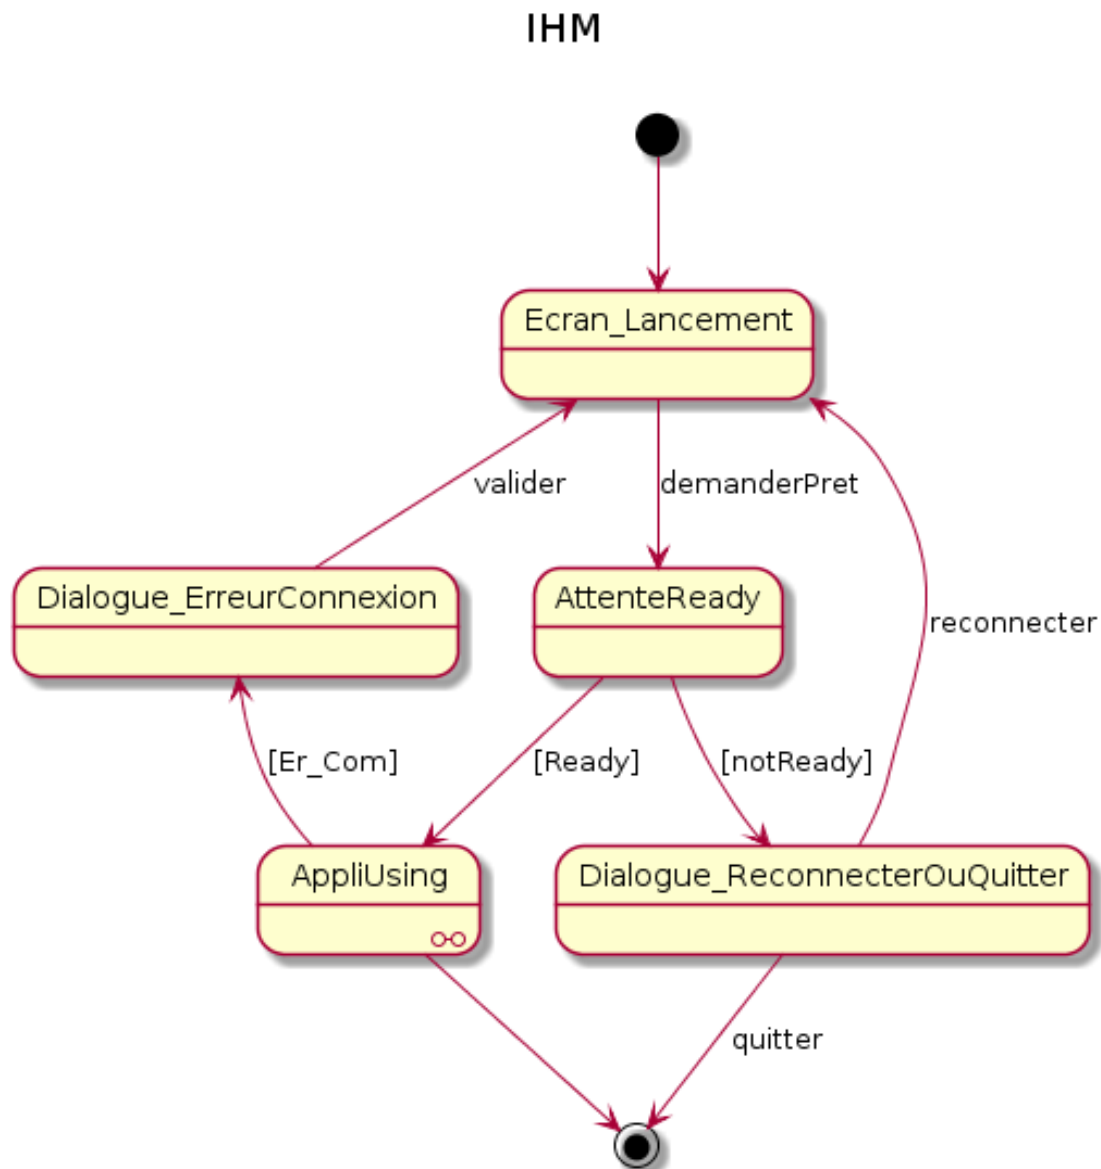 IHM
Ecran_Lancement
valider
demanderPret
Dialogue_ErreurConnexion
AttenteReady
reconnecter
[Er_Com]
[Ready]
[notReady]
AppliUsing
Dialogue_ReconnecterOuQuitter
quitter